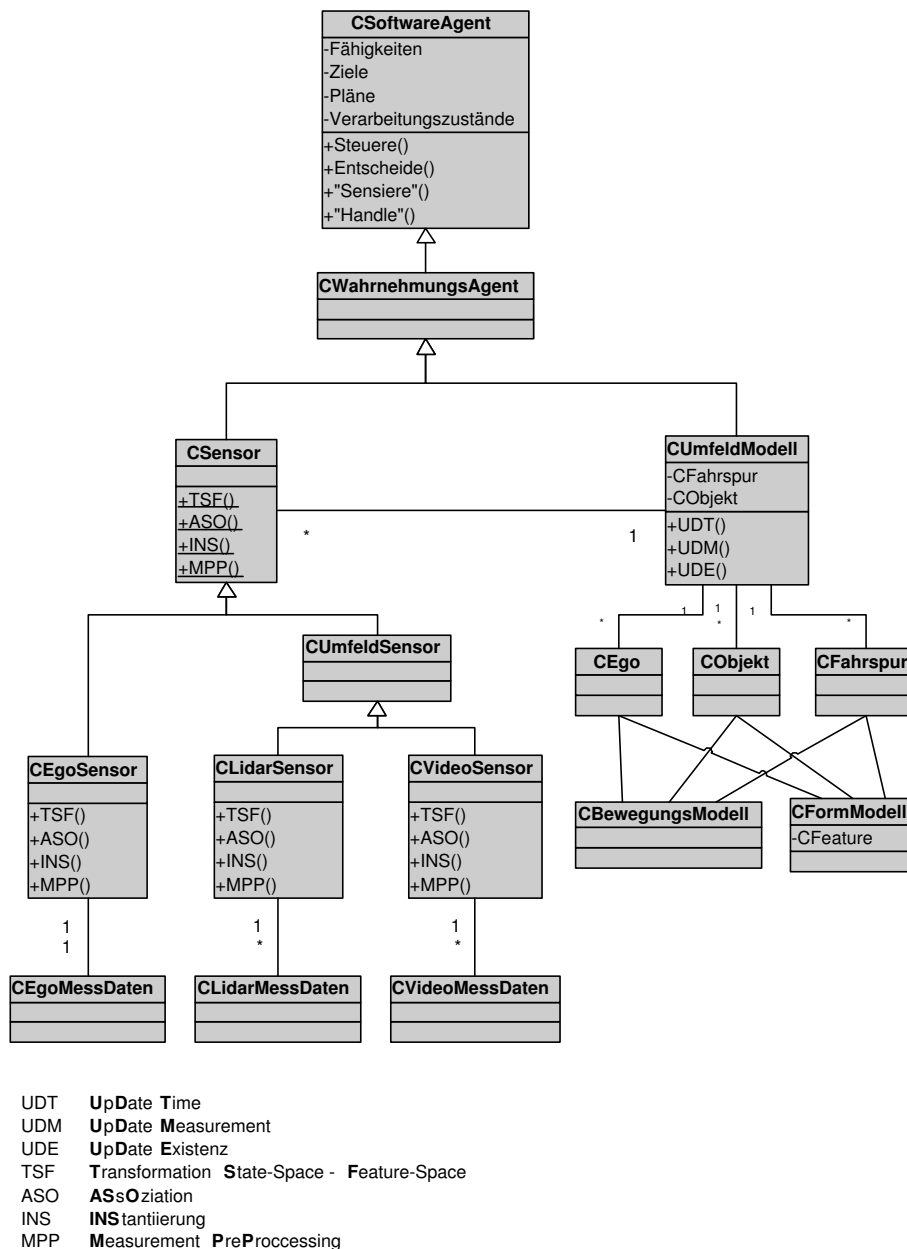 CSoftwareAgent
-Fähigkeiten
-Ziele
-Pläne
-Verarbeitungszustände
+Steuere()
+Entscheide()
+"Sensiere"()
+"Handle"()
CWahrnehmungsAgent
CSensor
+TSF()
+ASO()
+INS()
+MPP()
*
1
CUmfeldModell
-CFahrspur
-CObjekt
+UDT()
+UDM()
+UDE()
1
*
1
*
1
*
CEgo
CObjekt
CFahrspur
CUmfeldSensor
CEgoSensor
+TSF()
+ASO()
+INS()
+MPP()
CLidarSensor
+TSF()
+ASO()
+INS()
+MPP()
CVideoSensor
+TSF()
+ASO()
+INS()
+MPP()
CBewegungsModell
CFormModell
-CFeature
1
1
1
*
1
*
CEgoMessDaten
CLidarMessDaten
CVideoMessDaten
UDT UpDate Time
UDM UpDate Measurement
UDE UpDate Existenz
TSF Transformation State-Space - Feature-Space
ASO ASsOziation
INS INStantiierung
MPP Measurement PreProccessing